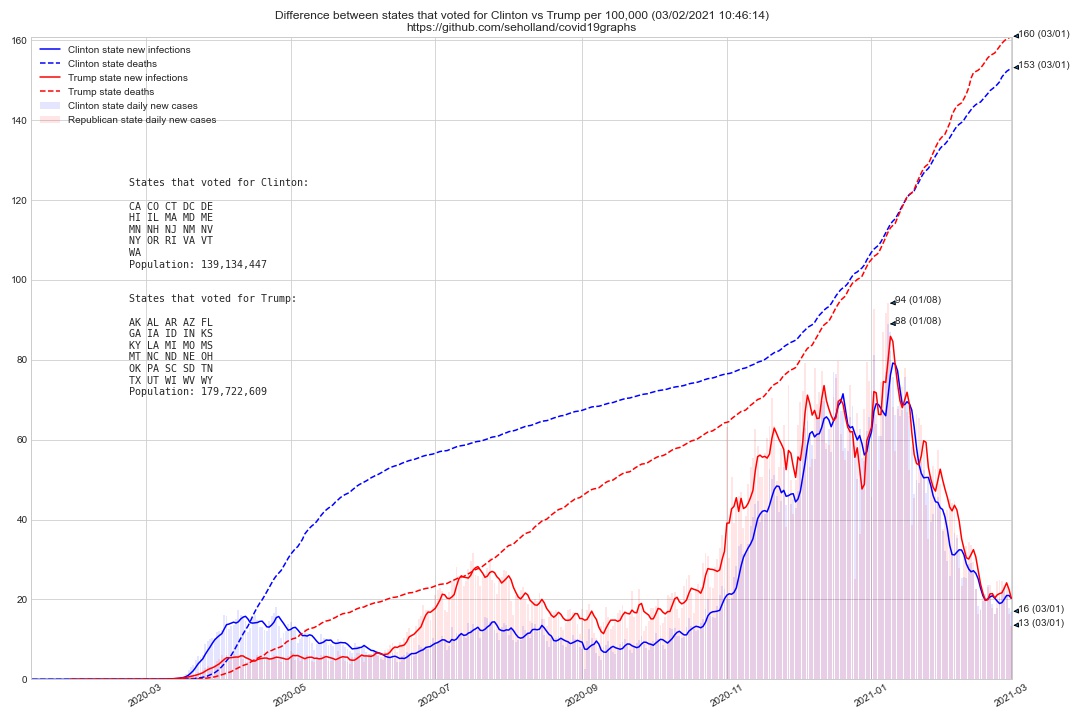 Difference between states that voted for Clinton vs Trump per 100,000 (03/02/2021 10:46:14)
https://github.com/seholland/covid19graphs
Clinton state new infections
Clinton state deaths
Trump state new infections
Trump state deaths
Clinton state daily new cases
Republican state daily new cases
States that voted for Clinton:
CA CO CT DC DE
HI IL MA MD ME
MN NH NJ NM NV
NY OR RI VA VT
WA
Population: 139,134,447
States that voted for Trump:
AK AL AR AZ FL
GA IA ID IN KS
KY LA MI MO MS
MT NC ND NE OH
OK PA SC SD TN
TX UT WI WV WY
Population: 179,722,609
160 (03/01)
153 (03/01)
94 (01/08)
88 (01/08)
16 (03/01)
13 (03/01)
160
140
120
100
80
60
40
20
0
2020-03
2020-05
2020-07
2020-09
2020-11
2021-01
2021-03